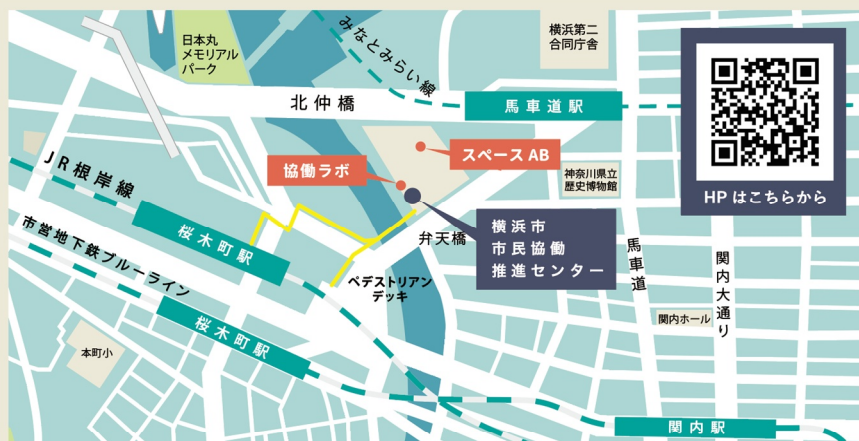 日本丸
メモリアル
パーク
みなとみらい線
横浜第二
合同庁舎
北仲橋
馬車道駅
スペースAB
協働ラボ
神奈川県立
歴史博物館
HPはこちらから
JR根岸線
桜木町駅
横浜市
市民協働
推進センター
弁天橋
馬車道
関内大通り
市営地下鉄ブルーライン
ペデストリアン
デッキ
桜木町駅
関内ホール
本町小
関内駅